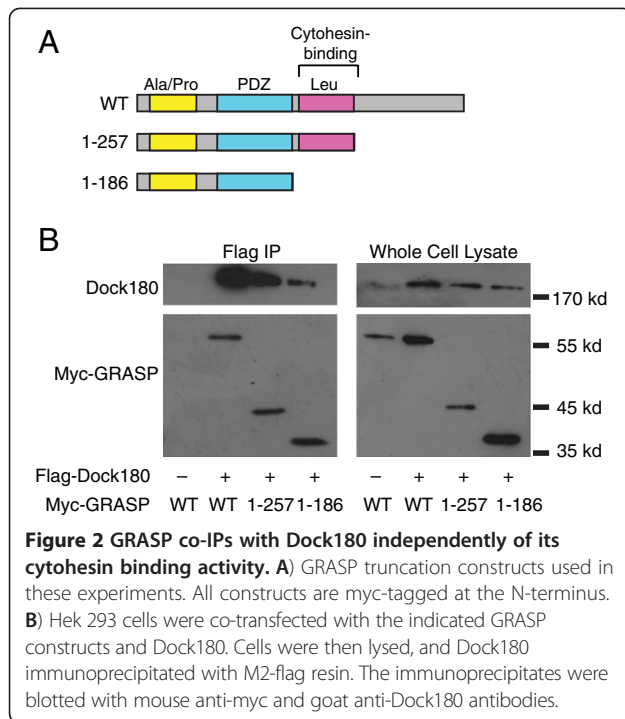 A
Cytohesin-
binding
Ala/Pro PDZ Leu
WT
1-257
1-186
B
Flag IP Whole Cell Lysate
Dock180
170 kd
Myc-GRASP
55 kd
45 kd
35 kd
Flag-Dock180 – + + + – + + +
Myc-GRASP WT WT 1-257 1-186 WT WT 1-257 1-186
Figure 2 GRASP co-IPs with Dock180 independently of its
cytohesin binding activity. A) GRASP truncation constructs used in
these experiments. All constructs are myc-tagged at the N-terminus.
B) Hek 293 cells were co-transfected with the indicated GRASP
constructs and Dock180. Cells were then lysed, and Dock180
immunoprecipitated with M2-flag resin. The immunoprecipitates were
blotted with mouse anti-myc and goat anti-Dock180 antibodies.